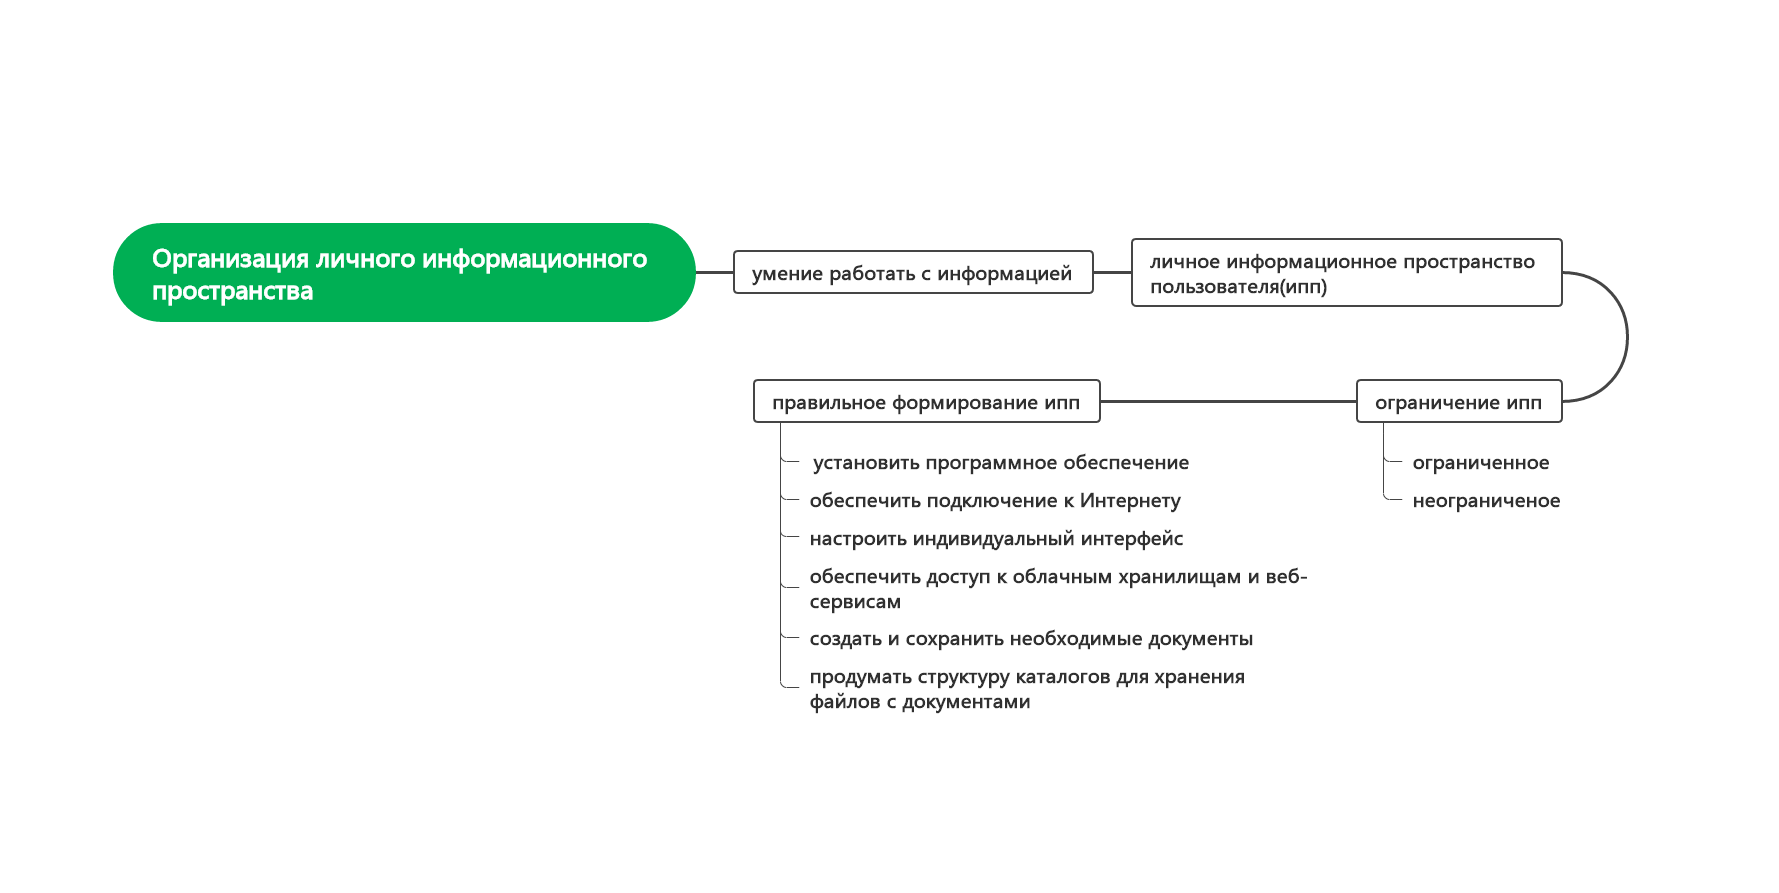 Организация личного информационного
пространства
умение работать с информацией
личное информационное пространство
пользователя(ипп)
ограничение ипп
ограниченное
неограниченое
правильное формирование ипп
установить программное обеспечение
обеспечить подключение к Интернету
настроить индивидуальный интерфейс
обеспечить доступ к облачным хранилищам и веб-
сервисам
создать и сохранить необходимые документы
продумать структуру каталогов для хранения
файлов с документами